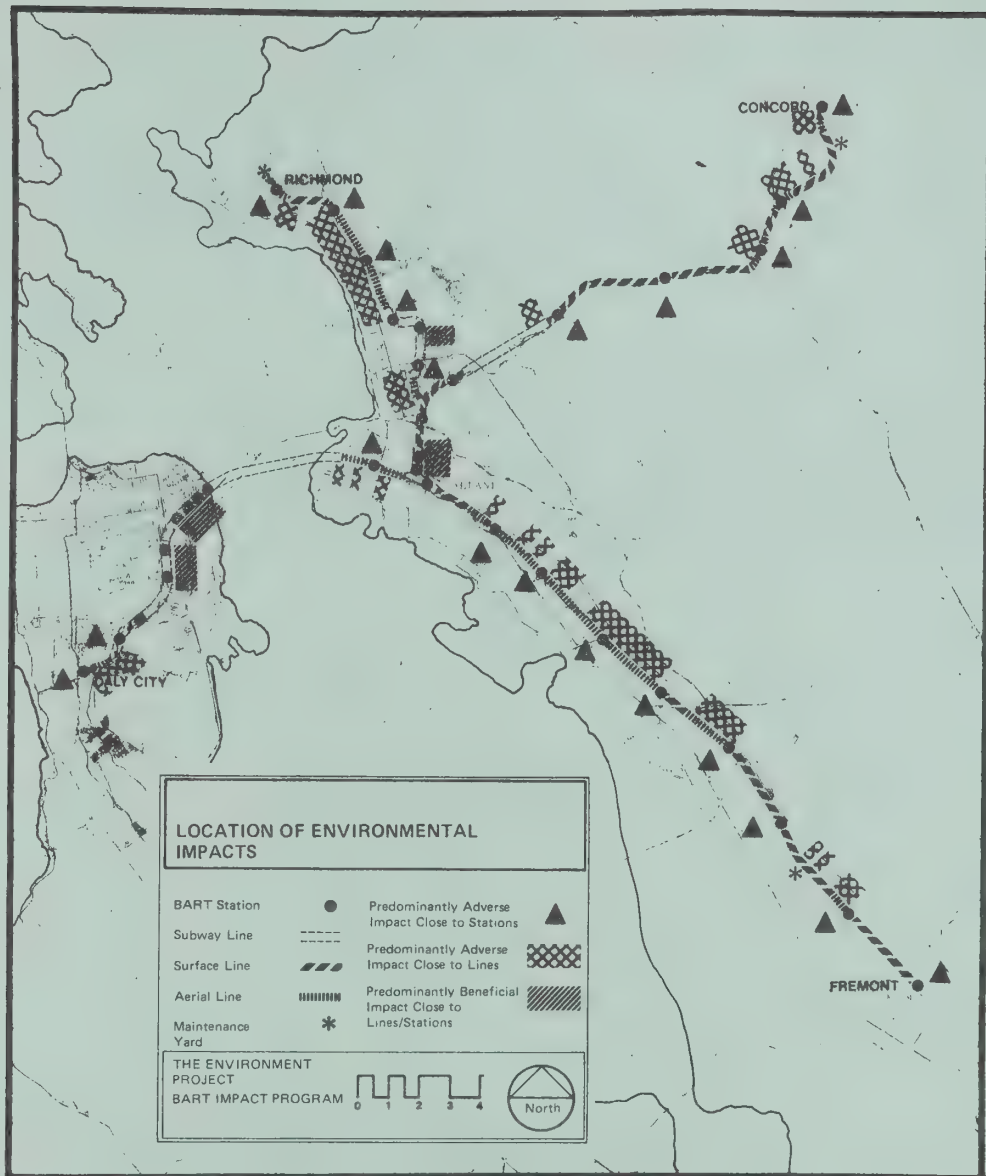 CONCORD
RICHMOND
DALY CITY
FREMONT
LOCATION OF ENVIRONMENTAL
IMPACTS
BART Station
Subway Line
Surface Line
Aerial Line
Maintenance
Yard
Predominantly Adverse
Impact Close to Stations
Predominantly Adverse
Impact Close to Lines
Predominantly Beneficial
Impact Close to
Lines/Stations
THE ENVIRONMENT
PROJECT
BART IMPACT PROGRAM
0 1 2 3 4
North